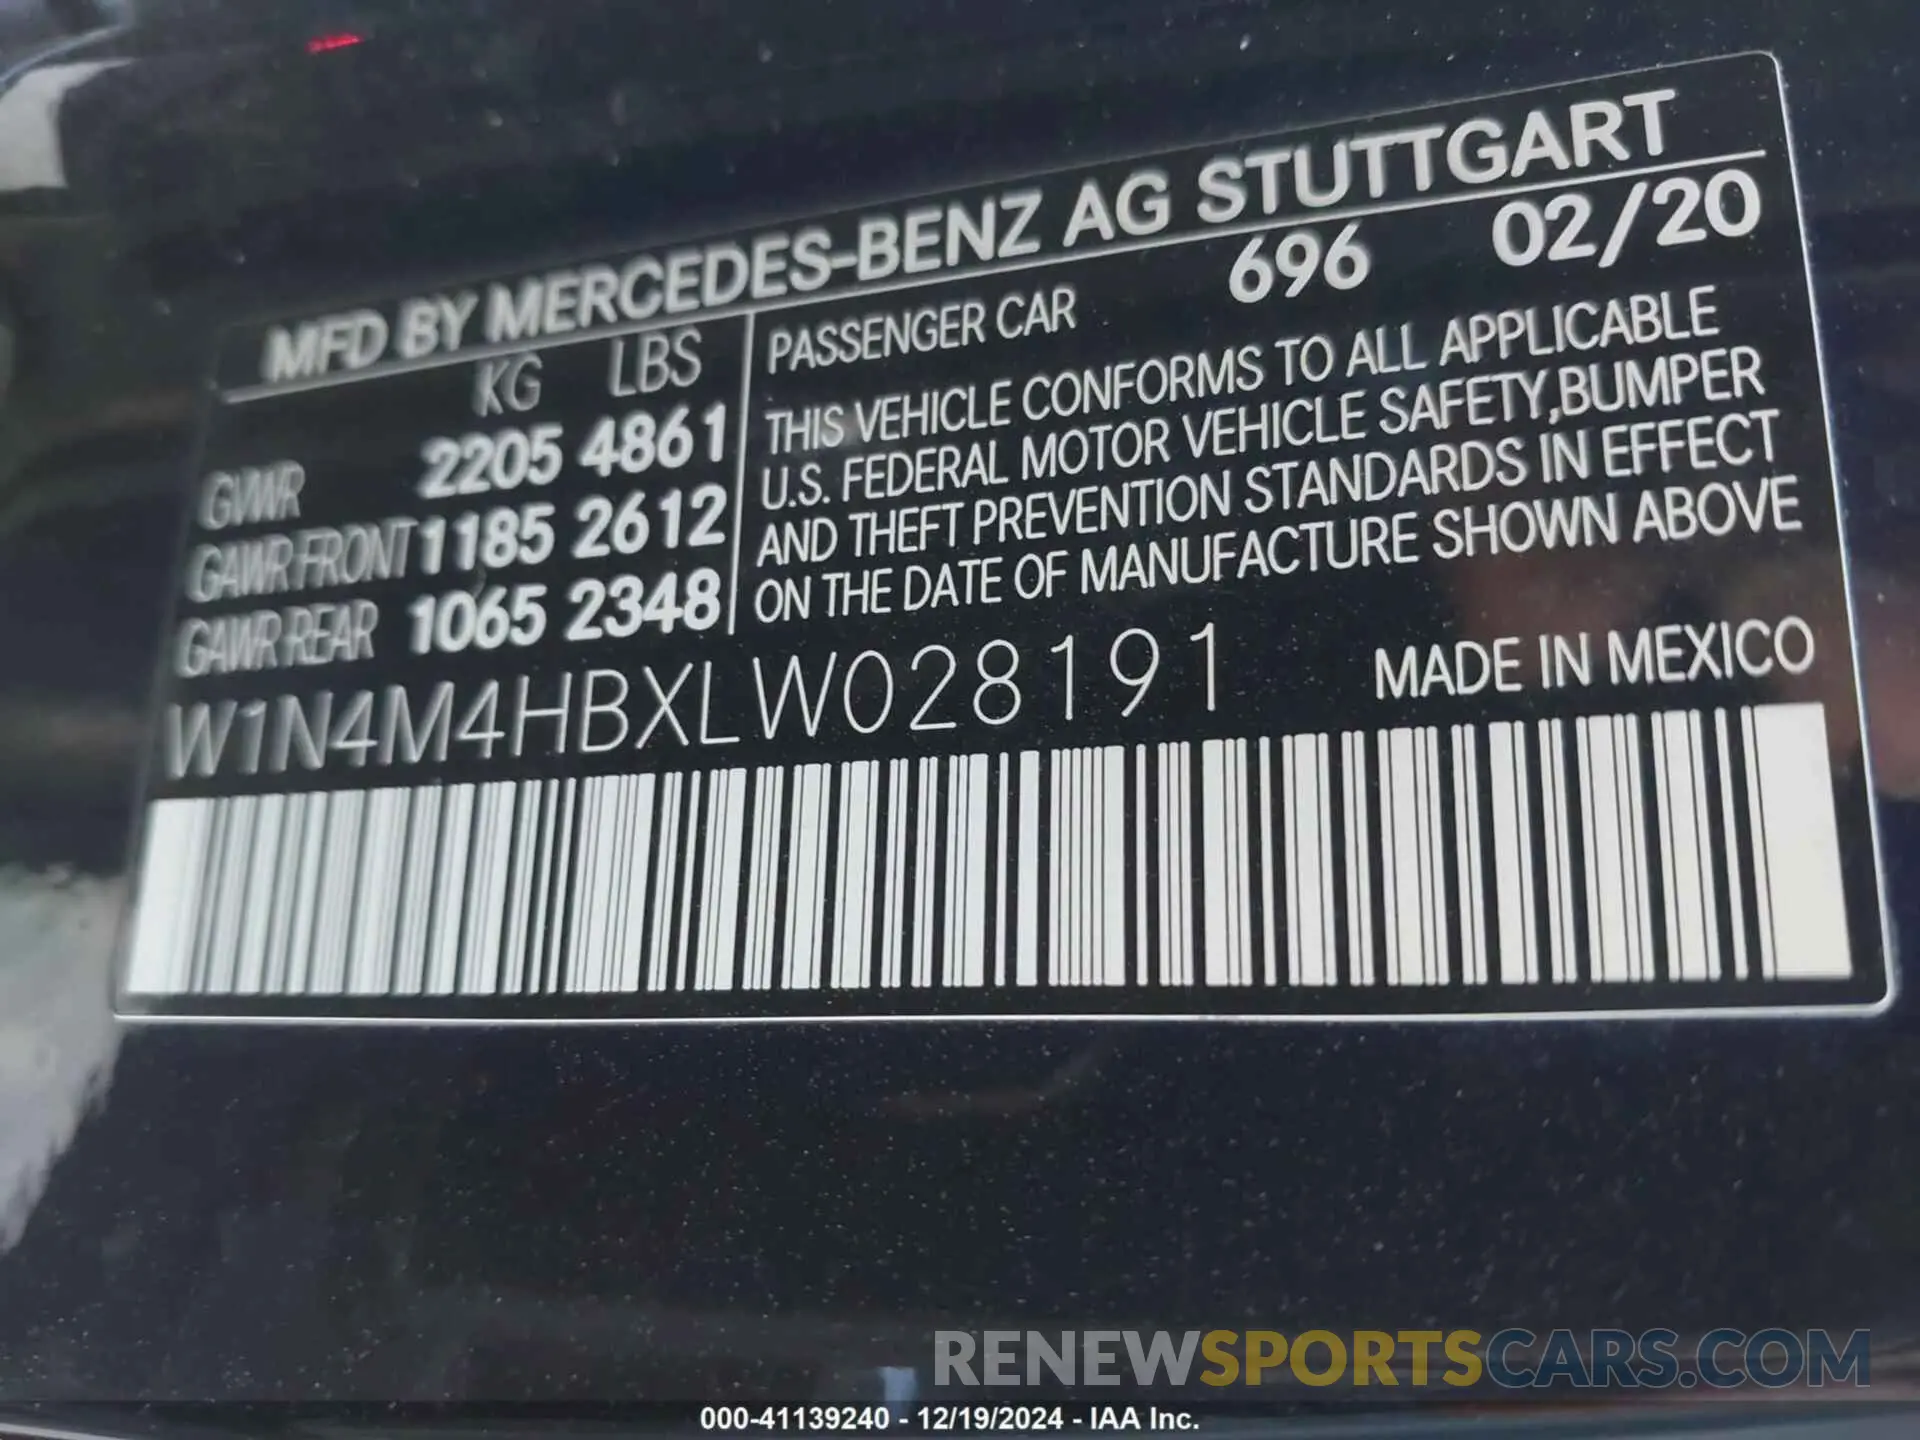 MFD BY MERCEDES-BENZ AG STUTTGART
KG LBS
GVWR 2205 4861
GAWR FRONT 1185 2612
GAWR REAR 1065 2348
PASSENGER CAR 696 02/20
THIS VEHICLE CONFORMS TO ALL APPLICABLE
U.S. FEDERAL MOTOR VEHICLE SAFETY,BUMPER
AND THEFT PREVENTION STANDARDS IN EFFECT
ON THE DATE OF MANUFACTURE SHOWN ABOVE
W1N4M4HBXLW028191 MADE IN MEXICO
RENEWSPORTSCARS.COM
000-41139240 - 12/19/2024 - IAA Inc.